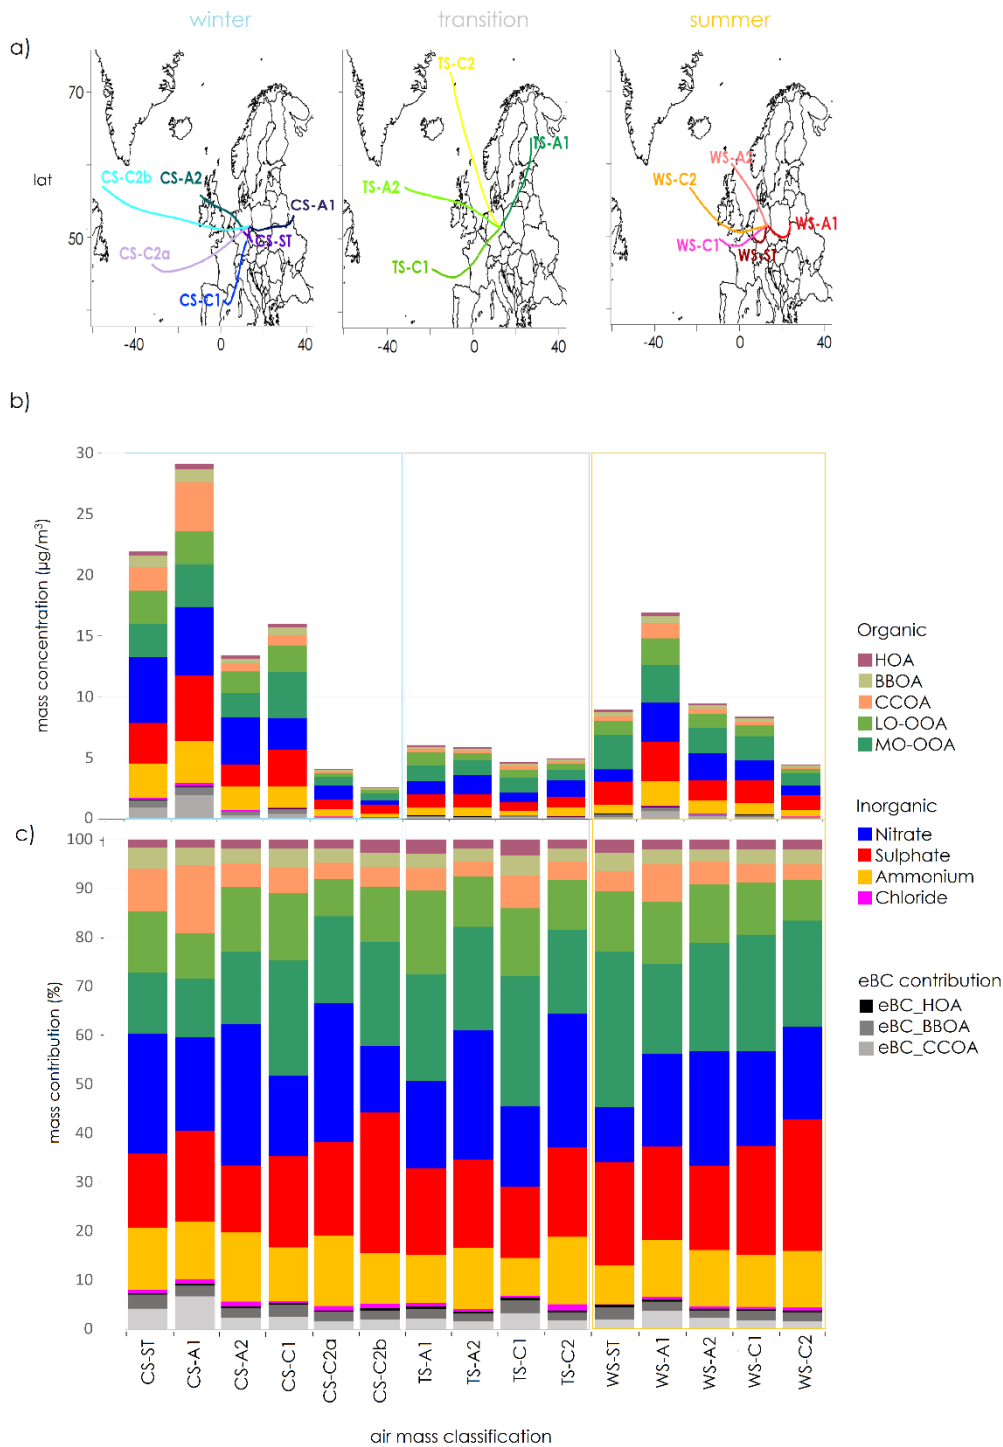 winter
transition
summer
a)
70
50
lat
CS-C2b
CS-A2
CS-A1
CS-ST
CS-C2a
CS-C1
-40
0
40
TS-C2
TS-A1
TS-A2
TS-C1
-40
0
40
WS-A2
WS-C2
WS-A1
WS-C1
WS-ST
-40
0
40
b)
30
25
20
15
10
5
0
mass concentration (µg/m³)
Organic
HOA
BBOA
CCOA
LO-OOA
MO-OOA
Inorganic
Nitrate
Sulphate
Ammonium
Chloride
eBC contribution
eBC_HOA
eBC_BBOA
eBC_CCOA
c)
100
90
80
70
60
50
40
30
20
10
0
mass contribution (%)
CS-ST
CS-A1
CS-A2
CS-C1
CS-C2a
CS-C2b
TS-A1
TS-A2
TS-C1
TS-C2
WS-ST
WS-A1
WS-A2
WS-C1
WS-C2
air mass classification